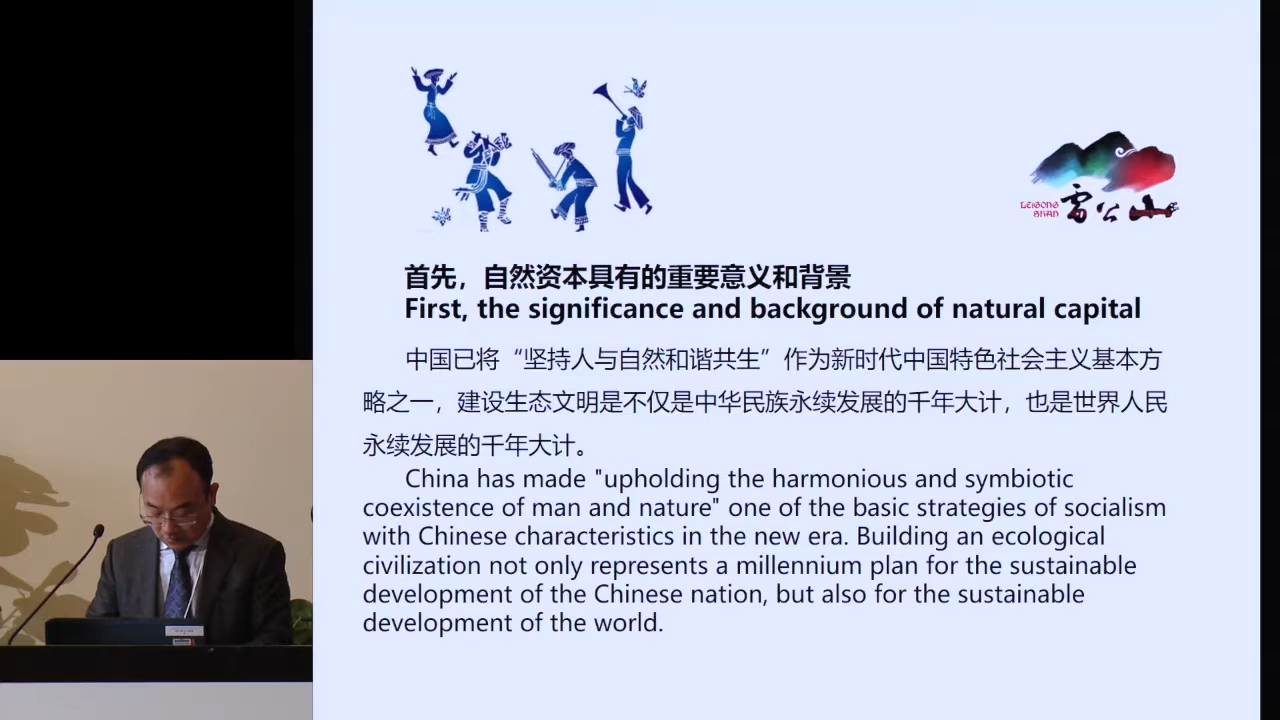 LEIGONG
SHAN
雷公山
首先，自然资本具有的重要意义和背景
First, the significance and background of natural capital
中国已将“坚持人与自然和谐共生”作为新时代中国特色社会主义基本方
略之一，建设生态文明是不仅是中华民族永续发展的千年大计，也是世界人民
永续发展的千年大计。
China has made "upholding the harmonious and symbiotic
coexistence of man and nature" one of the basic strategies of socialism
with Chinese characteristics in the new era. Building an ecological
civilization not only represents a millennium plan for the sustainable
development of the Chinese nation, but also for the sustainable
development of the world.